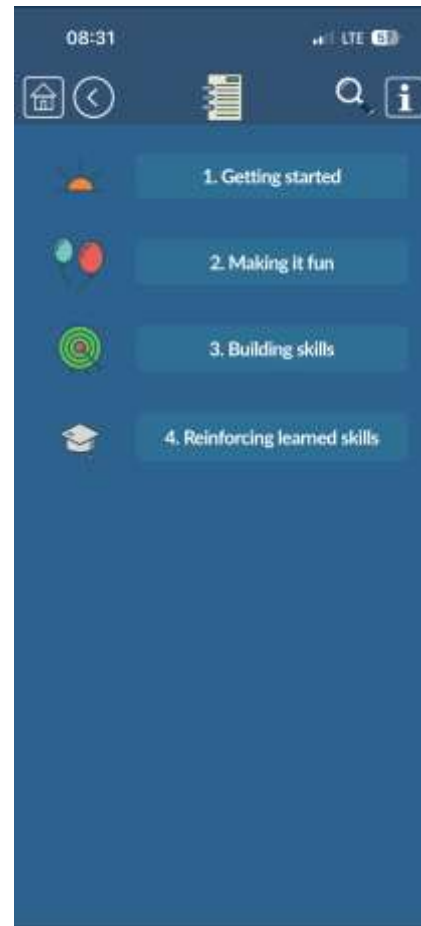 08:31
LTE
1. Getting started
2. Making it fun
3. Building skills
4. Reinforcing learned skills